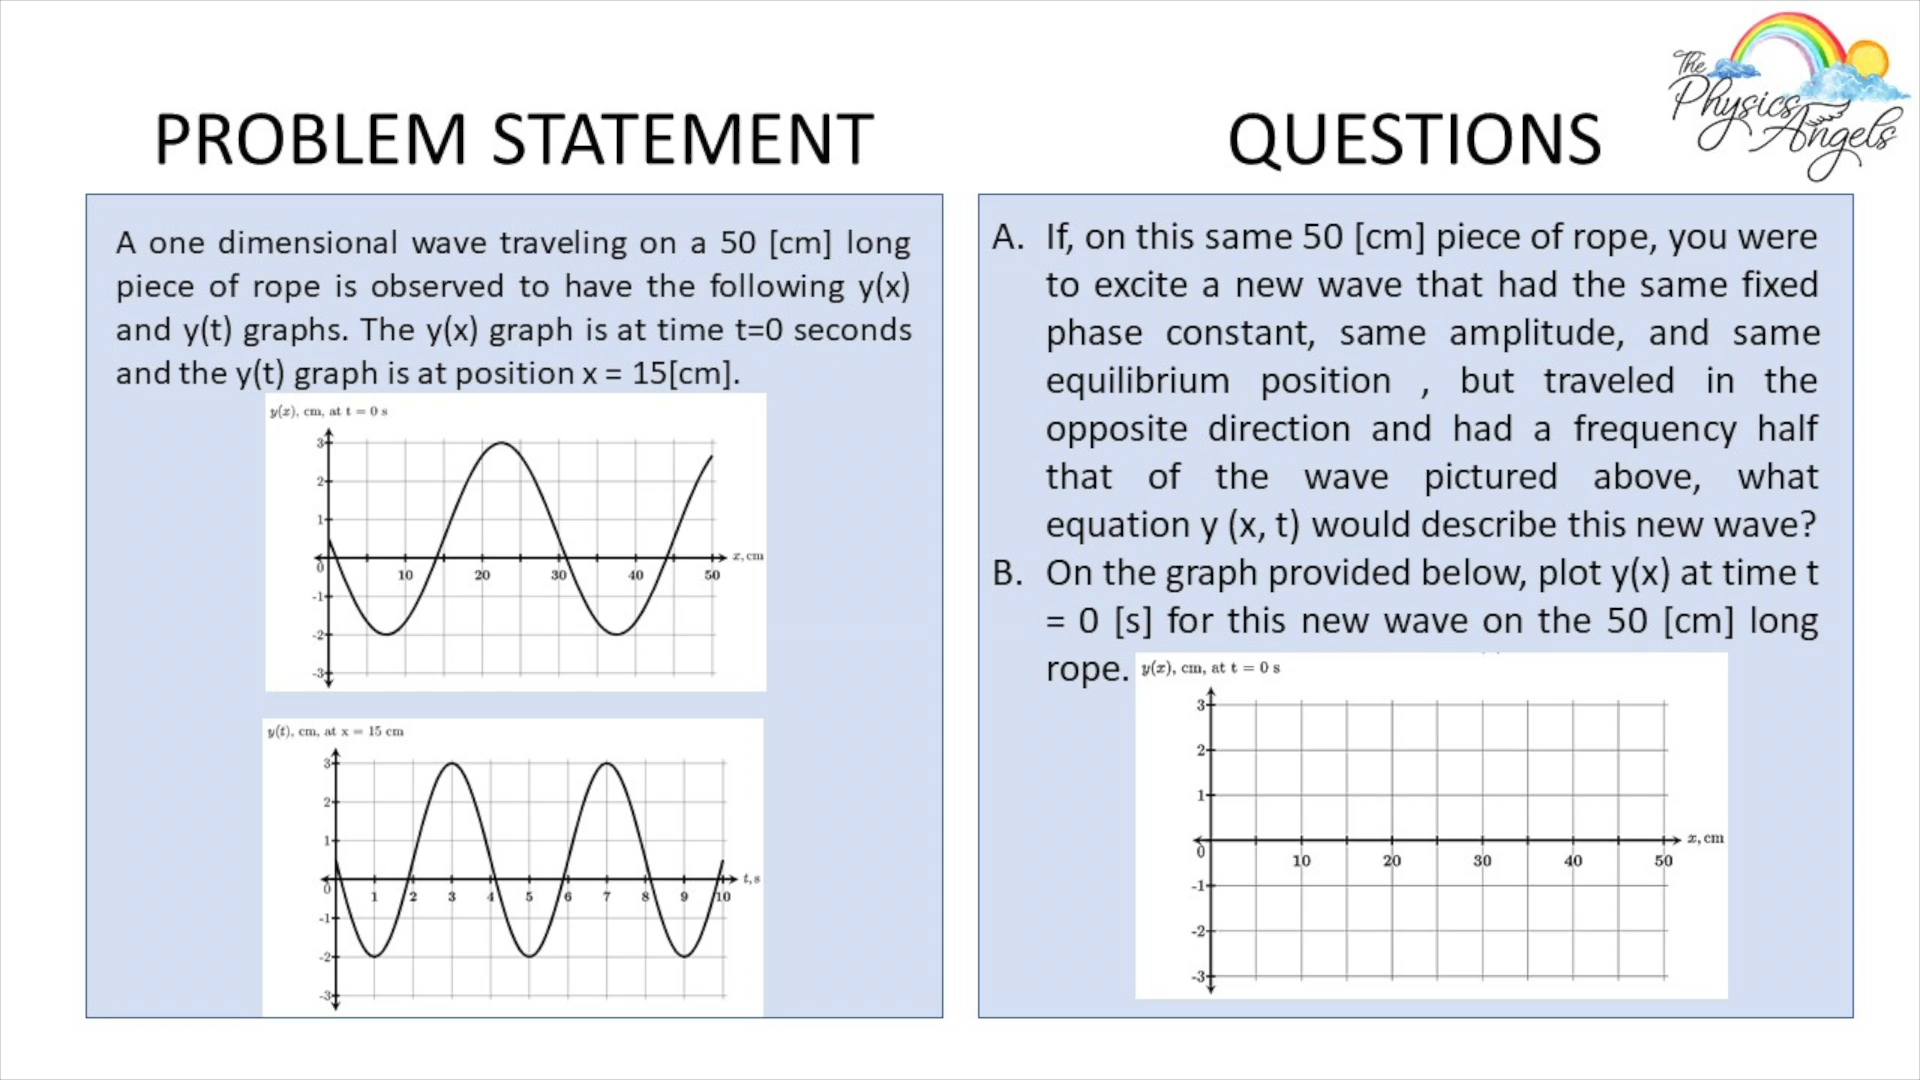 The
Physics
Angels
PROBLEM STATEMENT
QUESTIONS
A one dimensional wave traveling on a 50 [cm] long
piece of rope is observed to have the following y(x)
and y(t) graphs. The y(x) graph is at time t=0 seconds
and the y(t) graph is at position x = 15[cm].
y(x), cm, at t = 0 s
3
2
1
0
-1
-2
-3
10 20 30 40 50
x, cm
y(t), cm, at x = 15 cm
3
2
1
0
-1
-2
-3
1 2 3 4 5 6 7 8 9 10
t, s
A. If, on this same 50 [cm] piece of rope, you were
to excite a new wave that had the same fixed
phase constant, same amplitude, and same
equilibrium position , but traveled in the
opposite direction and had a frequency half
that of the wave pictured above, what
equation y (x, t) would describe this new wave?
B. On the graph provided below, plot y(x) at time t
= 0 [s] for this new wave on the 50 [cm] long
rope.
y(x), cm, at t = 0 s
3
2
1
0
-1
-2
-3
10 20 30 40 50
x, cm